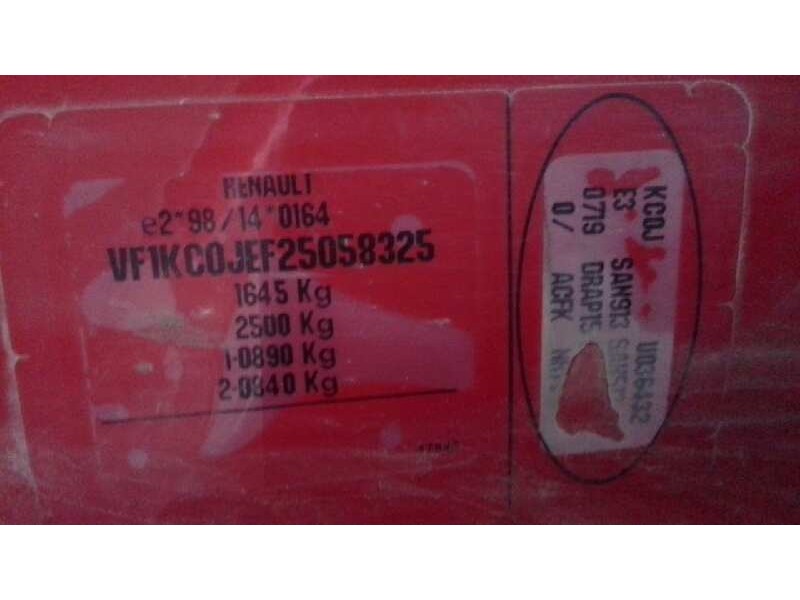 RENAULT
e2*98/14*0164
VF1KC0JEF25058325
1645 Kg
2500 Kg
1-0890 Kg
2-0840 Kg
KC0J U036432
E3 SAN913
0719 DRAP15
0/ ACFK